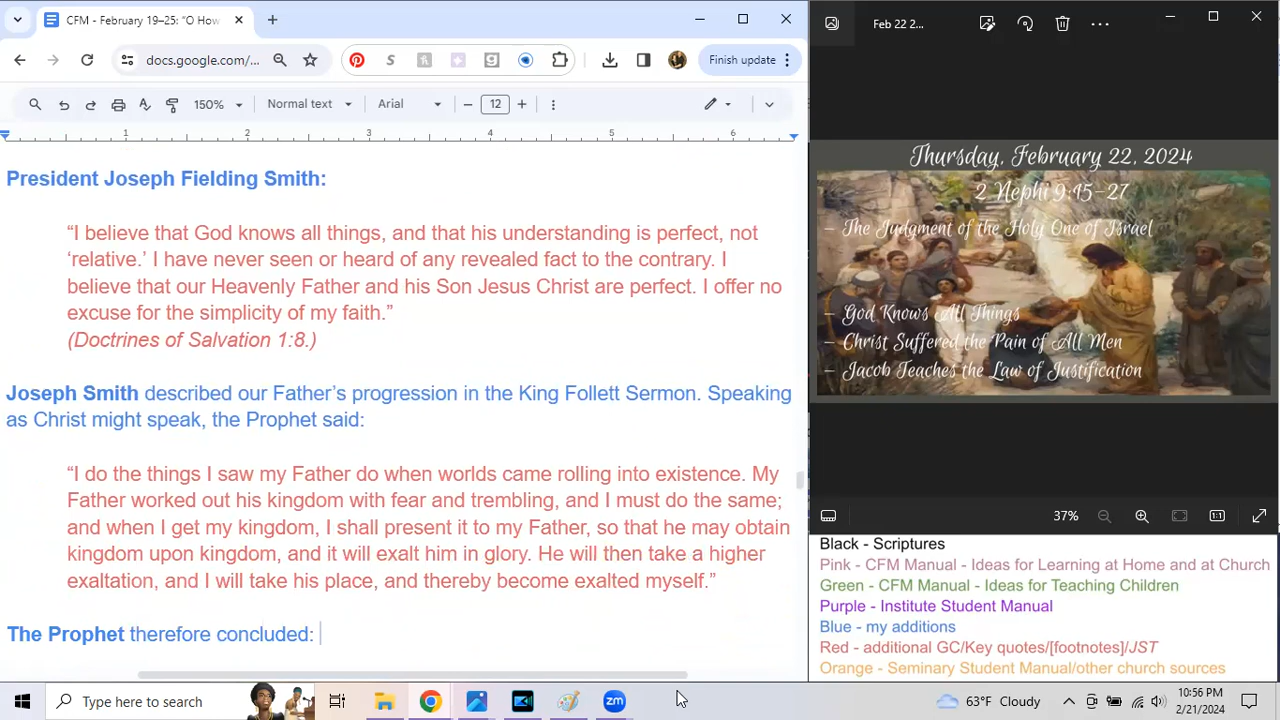 CFM - February 19–25: “O How
docs.google.com/...
Finish update
150%
Normal text
Arial
12
1
2
3
4
5
6
President Joseph Fielding Smith:
“I believe that God knows all things, and that his understanding is perfect, not
‘relative.’ I have never seen or heard of any revealed fact to the contrary. I
believe that our Heavenly Father and his Son Jesus Christ are perfect. I offer no
excuse for the simplicity of my faith.”
(Doctrines of Salvation 1:8.)
Joseph Smith described our Father’s progression in the King Follett Sermon. Speaking
as Christ might speak, the Prophet said:
“I do the things I saw my Father do when worlds came rolling into existence. My
Father worked out his kingdom with fear and trembling, and I must do the same;
and when I get my kingdom, I shall present it to my Father, so that he may obtain
kingdom upon kingdom, and it will exalt him in glory. He will then take a higher
exaltation, and I will take his place, and thereby become exalted myself.”
The Prophet therefore concluded:
Feb 22 2...
Thursday, February 22, 2024
2 Nephi 9:15–27
– The Judgment of the Holy One of Israel
– God Knows All Things
– Christ Suffered the Pain of All Men
– Jacob Teaches the Law of Justification
37%
1:1
Black - Scriptures
Pink - CFM Manual - Ideas for Learning at Home and at Church
Green - CFM Manual - Ideas for Teaching Children
Purple - Institute Student Manual
Blue - my additions
Red - additional GC/Key quotes/[footnotes]/JST
Orange - Seminary Student Manual/other church sources
Type here to search
zm
63°F Cloudy
10:56 PM
2/21/2024